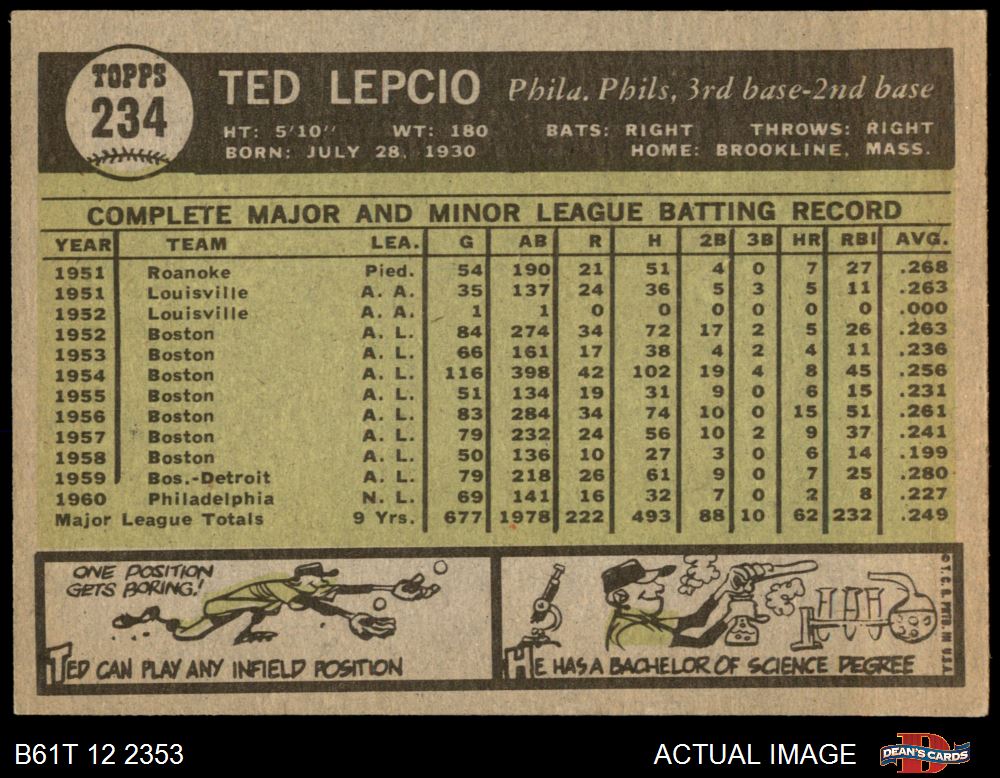 TOPPS
234
TED LEPCIO Phila. Phils, 3rd base-2nd base
HT: 5'10'' WT: 180 BATS: RIGHT THROWS: RIGHT
BORN: JULY 28, 1930 HOME: BROOKLINE, MASS.
COMPLETE MAJOR AND MINOR LEAGUE BATTING RECORD
YEAR TEAM LEA. G AB R H 2B 3B HR RBI AVG.
1951 Roanoke Pied. 54 190 21 51 4 0 7 27 .268
1951 Louisville A. A. 35 137 24 36 5 3 5 11 .263
1952 Louisville A. A. 1 1 0 0 0 0 0 0 .000
1952 Boston A. L. 84 274 34 72 17 2 5 26 .263
1953 Boston A. L. 66 161 17 38 4 2 4 11 .236
1954 Boston A. L. 116 398 42 102 19 4 8 45 .256
1955 Boston A. L. 51 134 19 31 9 0 6 15 .231
1956 Boston A. L. 83 284 34 74 10 0 15 51 .261
1957 Boston A. L. 79 232 24 56 10 2 9 37 .241
1958 Boston A. L. 50 136 10 27 3 0 6 14 .199
1959 Bos.-Detroit A. L. 79 218 26 61 9 0 7 25 .280
1960 Philadelphia N. L. 69 141 16 32 7 0 2 8 .227
Major League Totals 9 Yrs. 677 1978 222 493 88 10 62 232 .249
ONE POSITION
GETS BORING!
TED CAN PLAY ANY INFIELD POSITION
HE HAS A BACHELOR OF SCIENCE DEGREE
© T. C. G. PRTD. IN U.S.A.
B61T 12 2353 ACTUAL IMAGE
DEAN'S CARDS